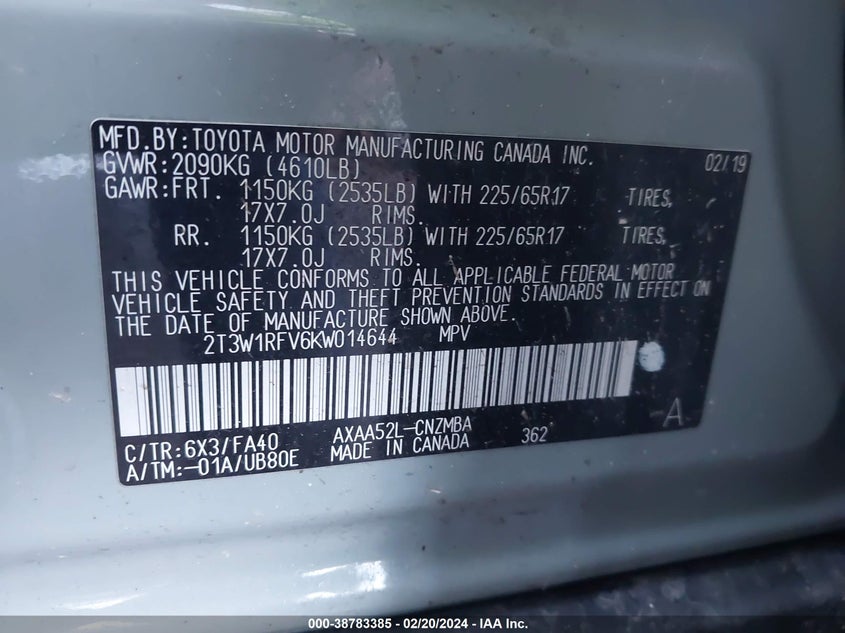 MFD.BY:TOYOTA MOTOR MANUFACTURING CANADA INC. 02/19
GVWR:2090KG (4610LB)
GAWR:FRT. 1150KG (2535LB) WITH 225/65R17 TIRES,
17X7.0J RIMS.
RR. 1150KG (2535LB) WITH 225/65R17 TIRES,
17X7.0J RIMS.
THIS VEHICLE CONFORMS TO ALL APPLICABLE FEDERAL MOTOR
VEHICLE SAFETY AND THEFT PREVENTION STANDARDS IN EFFECT ON
THE DATE OF MANUFACTURE SHOWN ABOVE.
2T3W1RFV6KW014644 MPV
A
C/TR:6X3/FA40 AXAA52L-CNZMBA 362
A/TM:-01A/UB80E MADE IN CANADA
000-38783385 - 02/20/2024 - IAA Inc.